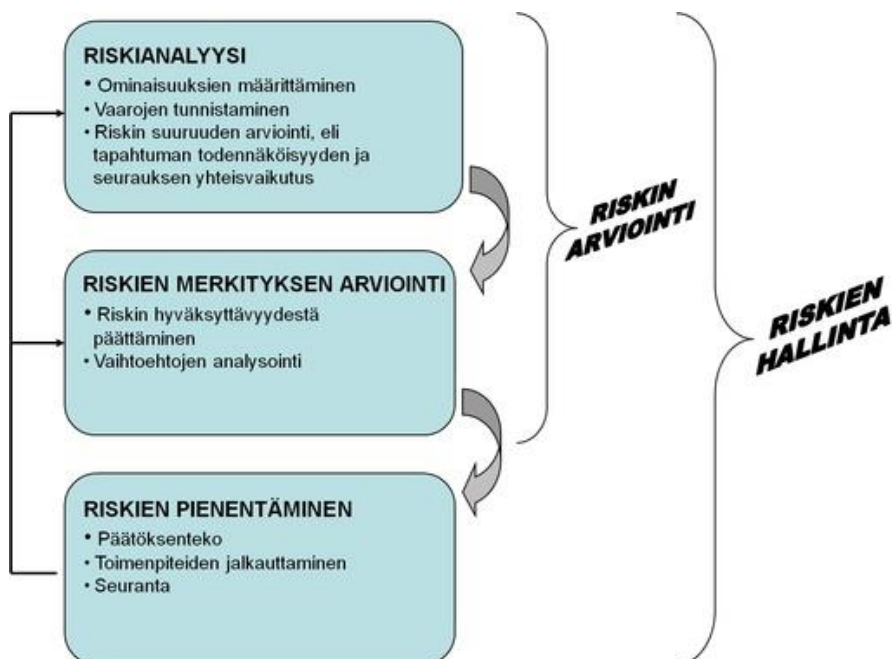 RISKIANALYYSI
• Ominaisuuksien määrittäminen
• Vaarojen tunnistaminen
• Riskin suuruuden arviointi, eli
tapahtuman todennäköisyyden ja
seurauksen yhteisvaikutus
RISKIEN MERKITYKSEN ARVIOINTI
• Riskin hyväksyttävyydestä
päättäminen
• Vaihtoehtojen analysointi
RISKIEN PIENENTÄMINEN
• Päätöksenteko
• Toimenpiteiden jalkauttaminen
• Seuranta
RISKIN
ARVIOINTI
RISKIEN
HALLINTA